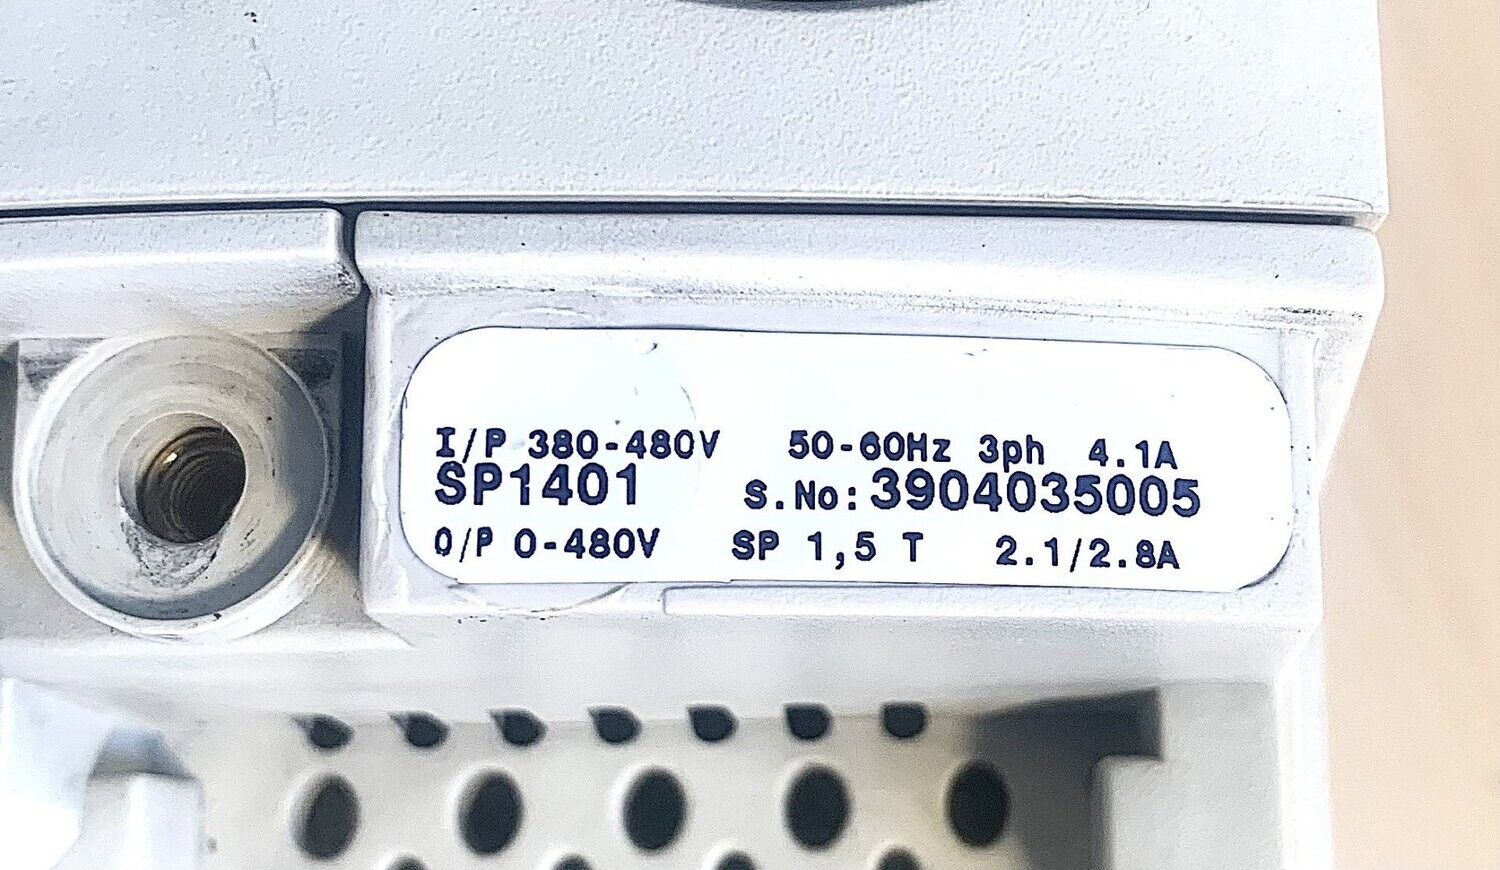 I/P 380-480V 50-60Hz 3ph 4.1A
SP1401 S.No: 3904035005
O/P 0-480V SP 1,5 T 2.1/2.8A